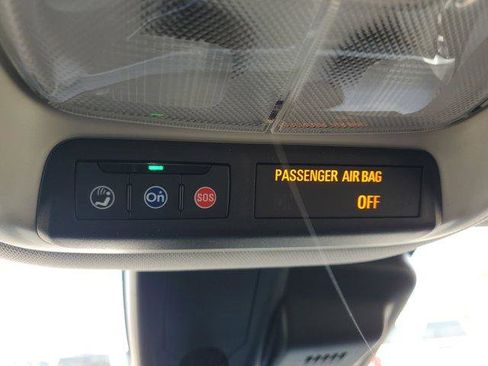 On
SOS
PASSENGER AIR BAG
OFF